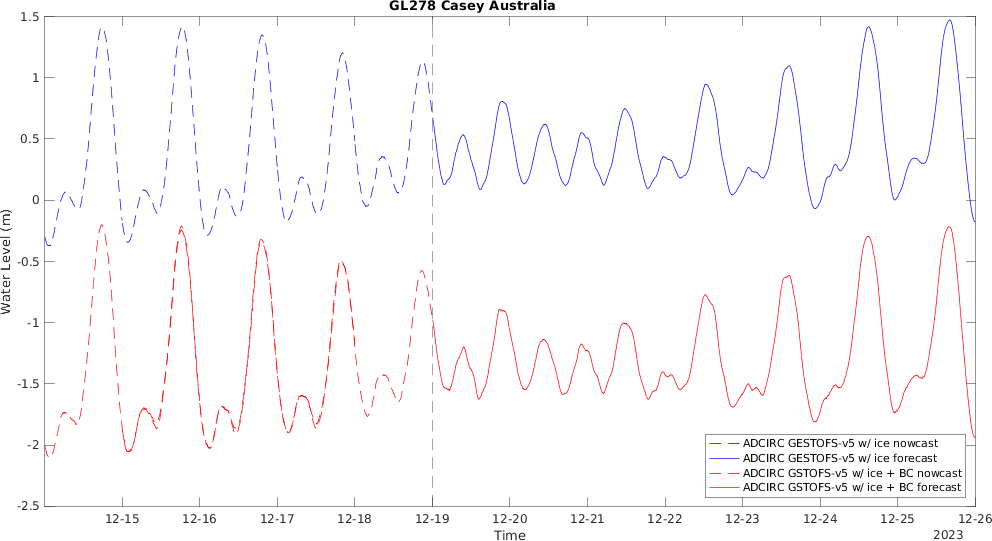 GL278 Casey Australia
1.5
1
0.5
0
-0.5
-1
-1.5
-2
-2.5
Water Level (m)
ADCIRC GESTOFS-v5 w/ ice nowcast
ADCIRC GESTOFS-v5 w/ ice forecast
ADCIRC GSTOFS-v5 w/ ice + BC nowcast
ADCIRC GSTOFS-v5 w/ ice + BC forecast
12-15 12-16 12-17 12-18 12-19 12-20 12-21 12-22 12-23 12-24 12-25 12-26
Time
2023